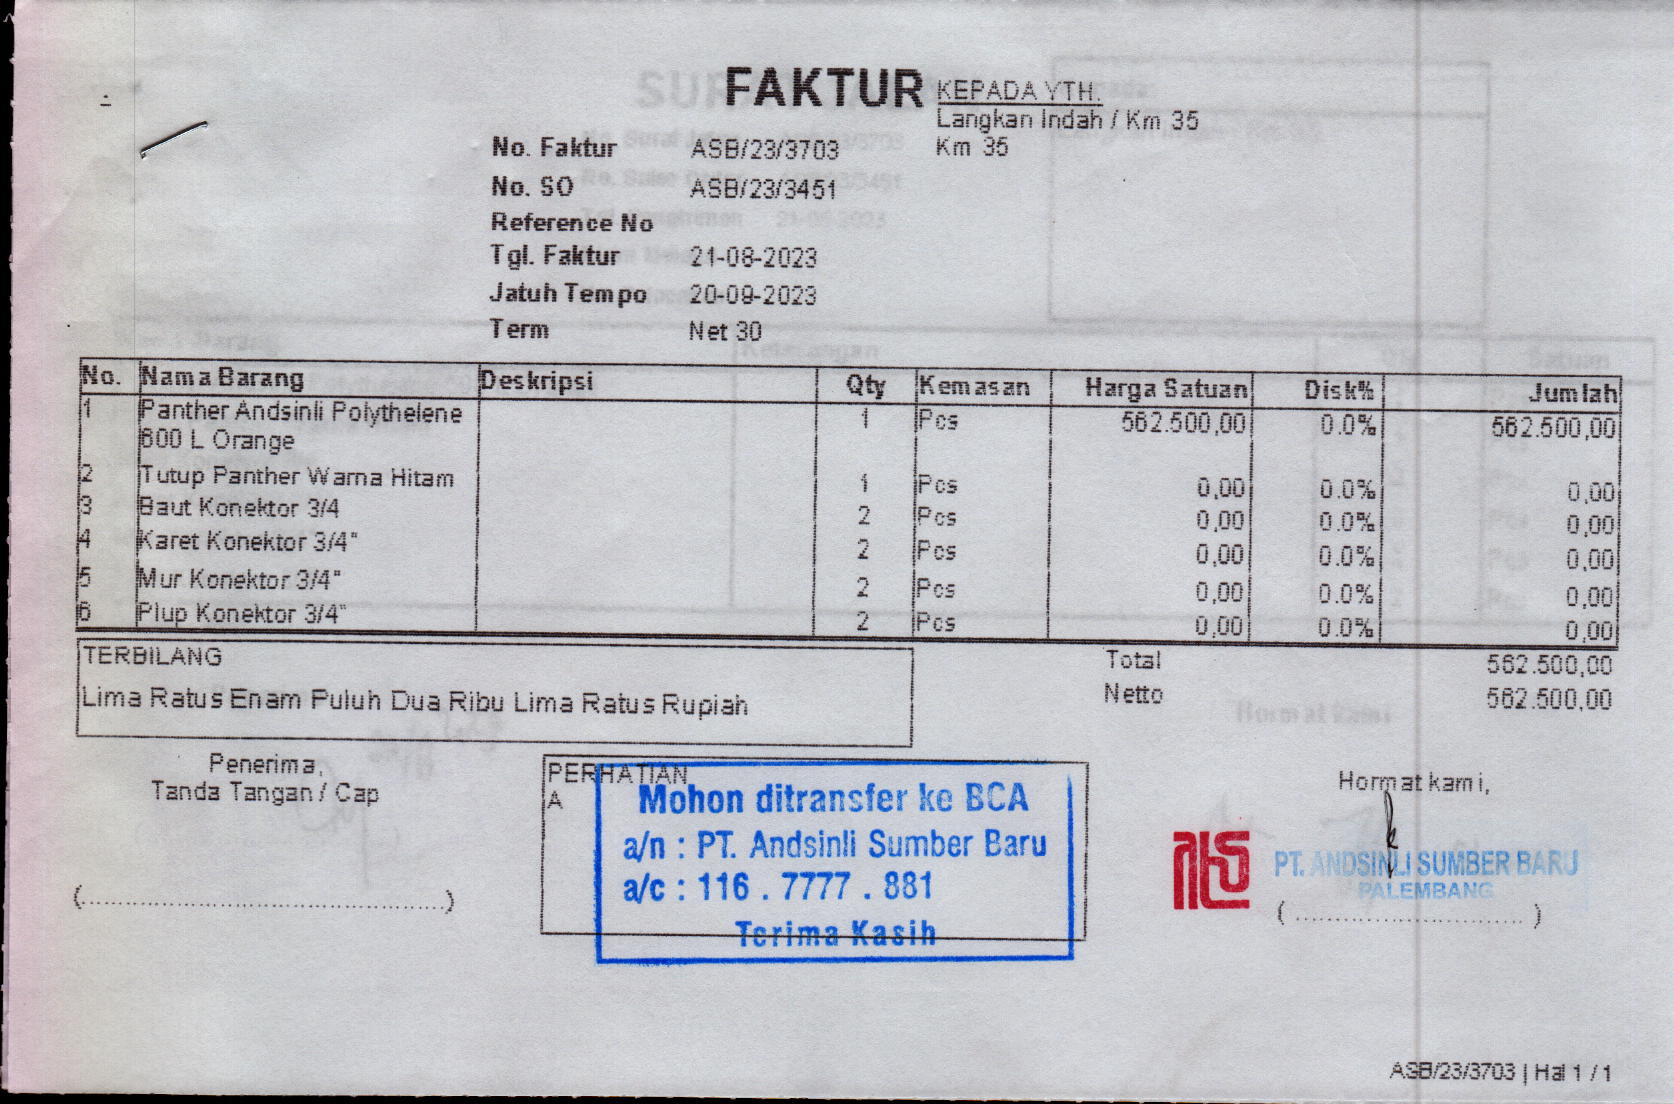 FAKTUR
KEPADA YTH.
Langkan Indah / Km 35
Km 35
No. Faktur ASB/23/3703
No. SO ASB/23/3451
Reference No
Tgl. Faktur 21-08-2023
Jatuh Tempo 20-09-2023
Term Net 30
No. Nama Barang Deskripsi Qty Kemasan Harga Satuan Disk% Jumlah
1 Panther Andsinli Polythelene 1 Pcs 562.500,00 0.0% 562.500,00
600 L Orange
2 Tutup Panther Warna Hitam 1 Pcs 0,00 0.0% 0,00
3 Baut Konektor 3/4 2 Pcs 0,00 0.0% 0,00
4 Karet Konektor 3/4" 2 Pcs 0,00 0.0% 0,00
5 Mur Konektor 3/4" 2 Pcs 0,00 0.0% 0,00
6 Plup Konektor 3/4" 2 Pcs 0,00 0.0% 0,00
TERBILANG
Lima Ratus Enam Puluh Dua Ribu Lima Ratus Rupiah
Total 562.500,00
Netto 562.500,00
Penerima,
Tanda Tangan / Cap
(............................................)
PERHATIAN
A
Mohon ditransfer ke BCA
a/n : PT. Andsinli Sumber Baru
a/c : 116 . 7777 . 881
Terima Kasih
Hormat kami,
PT. ANDSINLI SUMBER BARU
PALEMBANG
( ........................... )
ASB/23/3703 | Hal 1 / 1